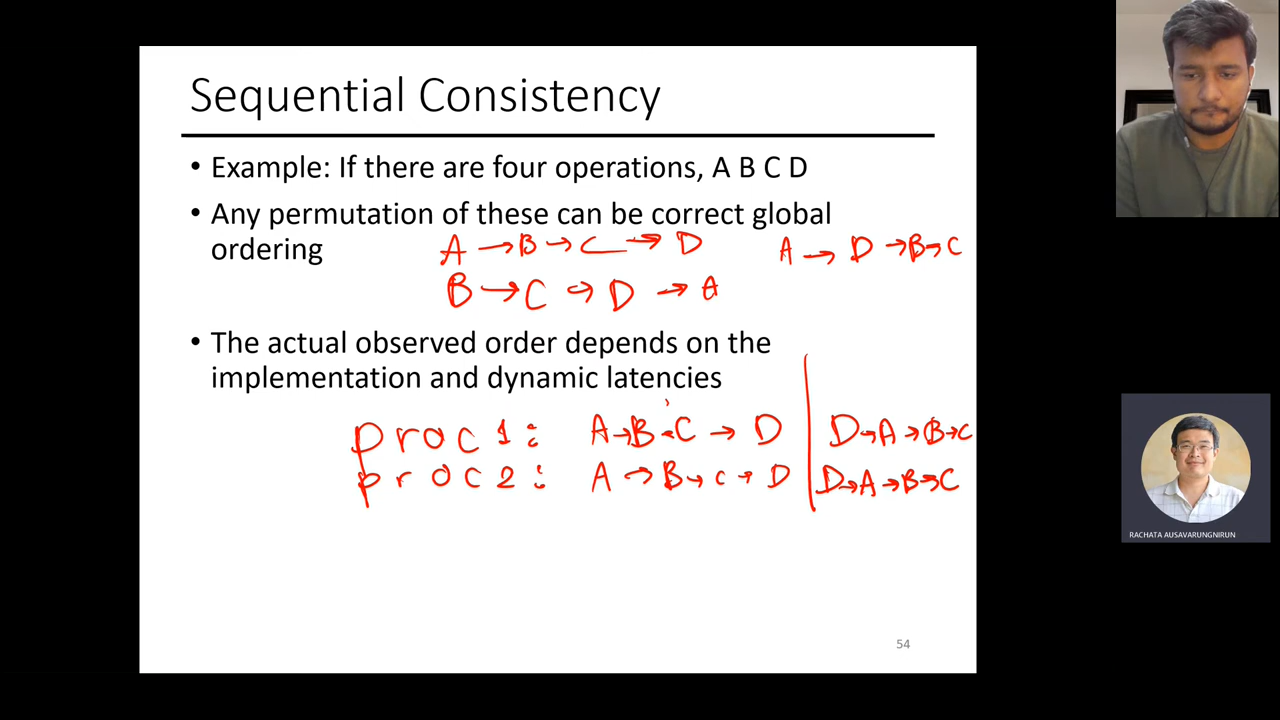 Sequential Consistency
• Example: If there are four operations, A B C D
• Any permutation of these can be correct global
ordering
A → B → C → D
A → D → B → C
B → C → D → A
• The actual observed order depends on the
implementation and dynamic latencies
proc 1: A → B → C → D | D → A → B → C
proc 2: A → B → C → D | D → A → B → C
54
RACHATA AUSAVARUNGNIRUN